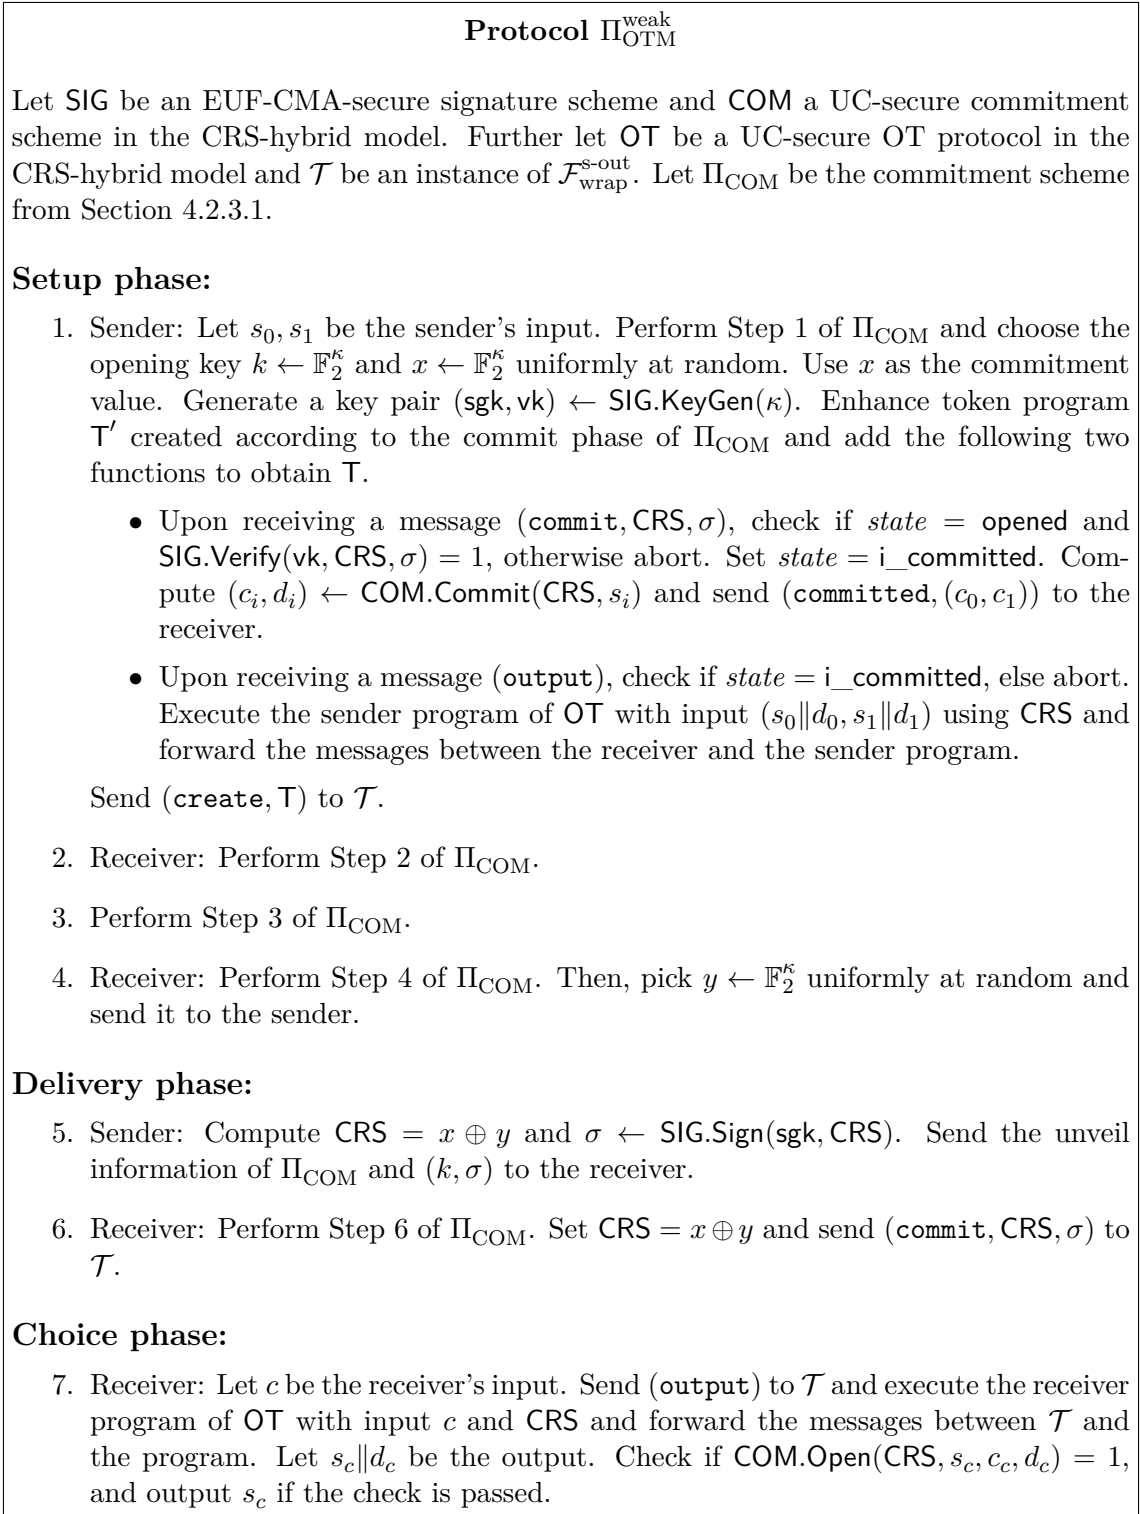 Protocol Π_OTM^weak
Let SIG be an EUF-CMA-secure signature scheme and COM a UC-secure commitment
scheme in the CRS-hybrid model. Further let OT be a UC-secure OT protocol in the
CRS-hybrid model and 𝒯 be an instance of ℱ_wrap^s-out. Let Π_COM be the commitment scheme
from Section 4.2.3.1.
Setup phase:
1. Sender: Let s_0, s_1 be the sender's input. Perform Step 1 of Π_COM and choose the
opening key k ← 𝔽_2^κ and x ← 𝔽_2^κ uniformly at random. Use x as the commitment
value. Generate a key pair (sgk, vk) ← SIG.KeyGen(κ). Enhance token program
T′ created according to the commit phase of Π_COM and add the following two
functions to obtain T.
• Upon receiving a message (commit, CRS, σ), check if state = opened and
SIG.Verify(vk, CRS, σ) = 1, otherwise abort. Set state = i_committed. Com-
pute (c_i, d_i) ← COM.Commit(CRS, s_i) and send (committed, (c_0, c_1)) to the
receiver.
• Upon receiving a message (output), check if state = i_committed, else abort.
Execute the sender program of OT with input (s_0‖d_0, s_1‖d_1) using CRS and
forward the messages between the receiver and the sender program.
Send (create, T) to 𝒯.
2. Receiver: Perform Step 2 of Π_COM.
3. Perform Step 3 of Π_COM.
4. Receiver: Perform Step 4 of Π_COM. Then, pick y ← 𝔽_2^κ uniformly at random and
send it to the sender.
Delivery phase:
5. Sender: Compute CRS = x ⊕ y and σ ← SIG.Sign(sgk, CRS). Send the unveil
information of Π_COM and (k, σ) to the receiver.
6. Receiver: Perform Step 6 of Π_COM. Set CRS = x ⊕ y and send (commit, CRS, σ) to
𝒯.
Choice phase:
7. Receiver: Let c be the receiver's input. Send (output) to 𝒯 and execute the receiver
program of OT with input c and CRS and forward the messages between 𝒯 and
the program. Let s_c‖d_c be the output. Check if COM.Open(CRS, s_c, c_c, d_c) = 1,
and output s_c if the check is passed.